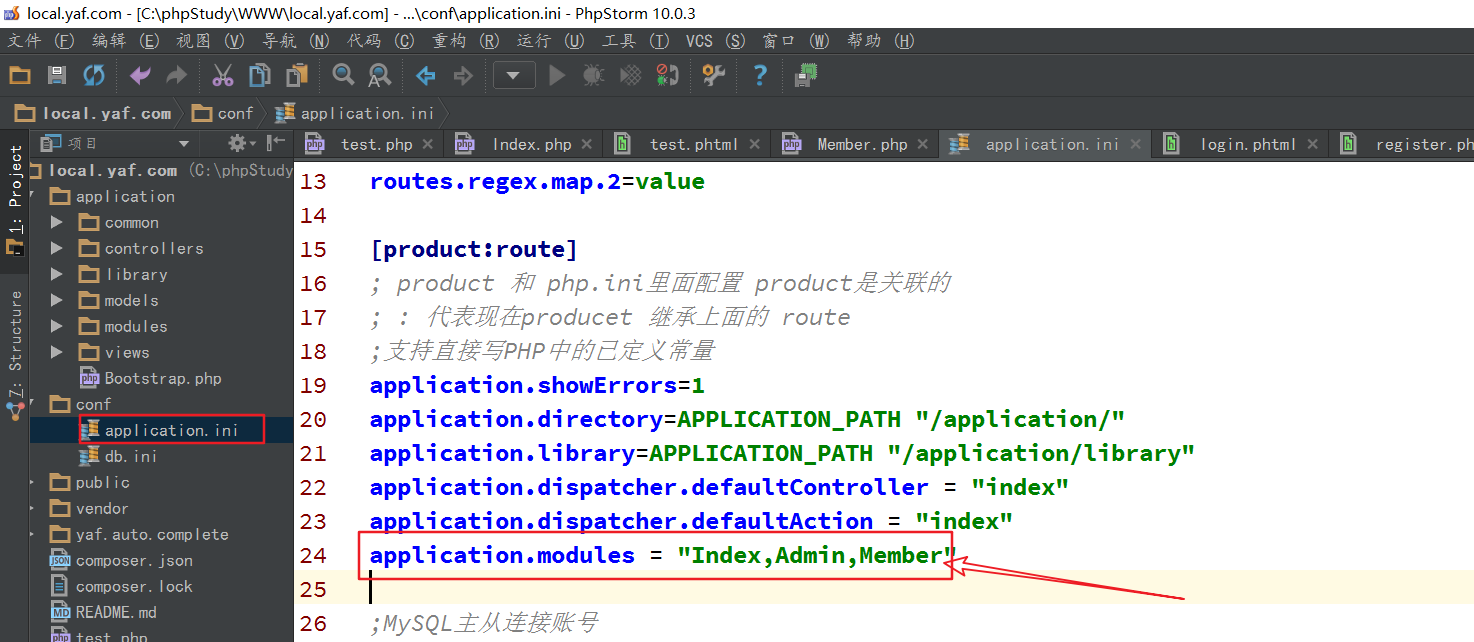 local.yaf.com - [C:\phpStudy\WWW\local.yaf.com] - ...\conf\application.ini - PhpStorm 10.0.3
文件 (F) 编辑 (E) 视图 (V) 导航 (N) 代码 (C) 重构 (R) 运行 (U) 工具 (T) VCS (S) 窗口 (W) 帮助 (H)
local.yaf.com conf application.ini
1: Project
Z: Structure
项目
test.php Index.php test.phtml Member.php application.ini login.phtml register.ph
local.yaf.com (C:\phpStudy
application
common
controllers
library
models
modules
views
Bootstrap.php
conf
application.ini
db.ini
public
vendor
yaf.auto.complete
composer.json
composer.lock
README.md
test.php
13 routes.regex.map.2=value
14
15 [product:route]
16 ; product 和 php.ini里面配置 product是关联的
17 ; : 代表现在producet 继承上面的 route
18 ;支持直接写PHP中的已定义常量
19 application.showErrors=1
20 application.directory=APPLICATION_PATH "/application/"
21 application.library=APPLICATION_PATH "/application/library"
22 application.dispatcher.defaultController = "index"
23 application.dispatcher.defaultAction = "index"
24 application.modules = "Index,Admin,Member"
25
26 ;MySQL主从连接账号